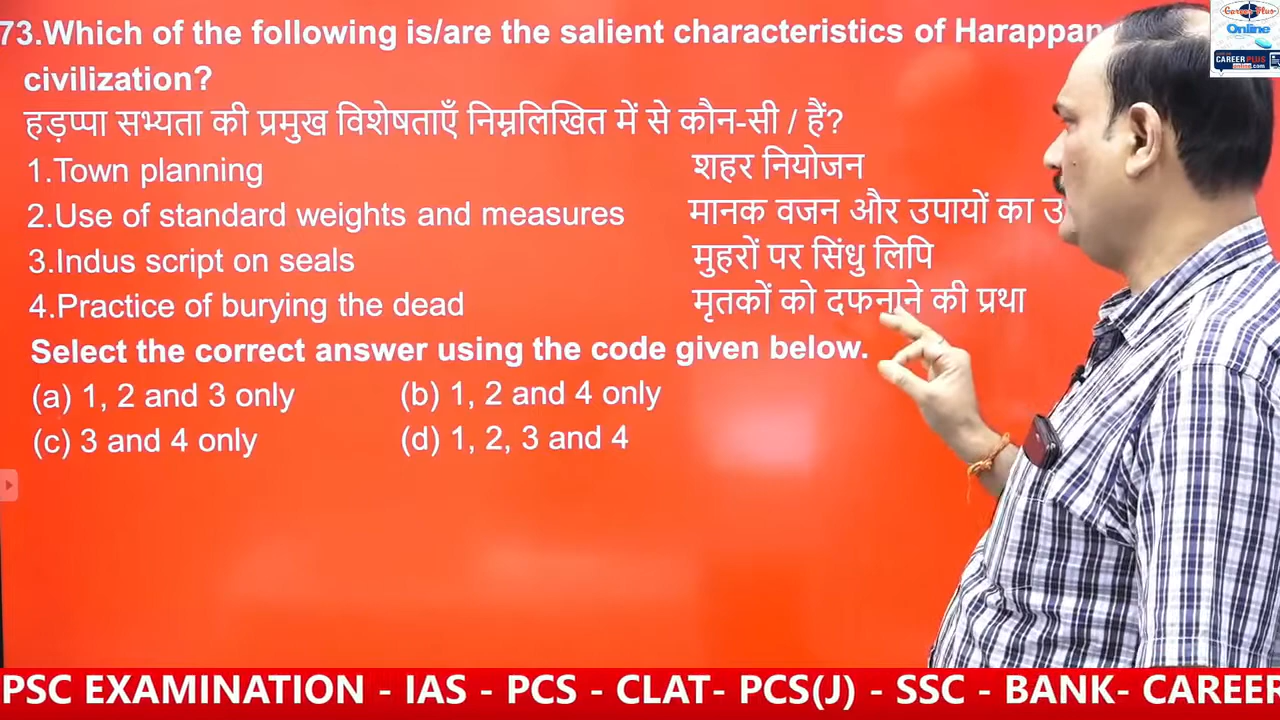 73.Which of the following is/are the salient characteristics of Harappan
civilization?
हड़प्पा सभ्यता की प्रमुख विशेषताएँ निम्नलिखित में से कौन-सी / हैं?
1.Town planning शहर नियोजन
2.Use of standard weights and measures मानक वजन और उपायों का
3.Indus script on seals मुहरों पर सिंधु लिपि
4.Practice of burying the dead मृतकों को दफनाने की प्रथा
Select the correct answer using the code given below.
(a) 1, 2 and 3 only (b) 1, 2 and 4 only
(c) 3 and 4 only (d) 1, 2, 3 and 4
Career Plus
Online
CAREER PLUS
online.com
PSC EXAMINATION - IAS - PCS - CLAT- PCS(J) - SSC - BANK- CAREER